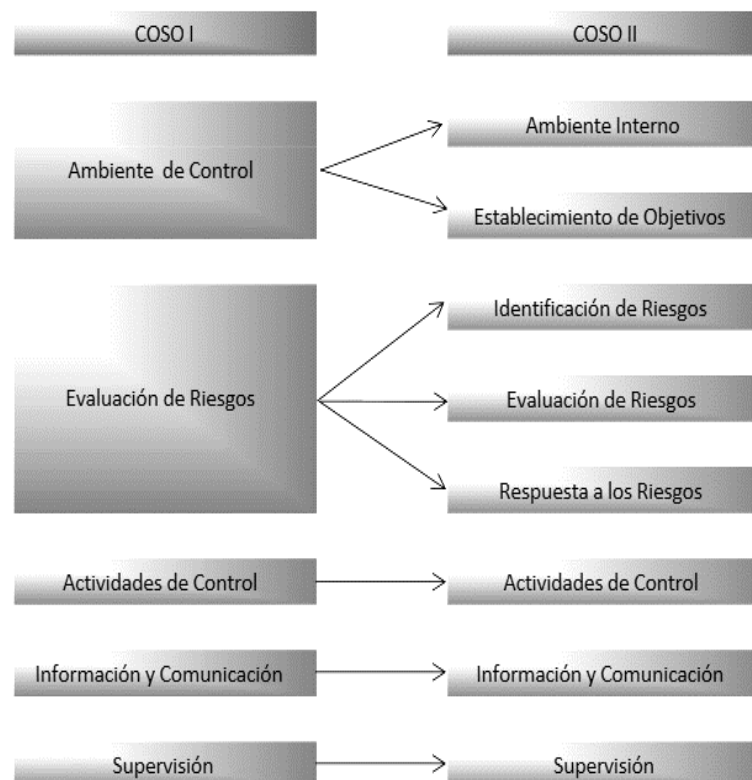 COSO I
COSO II
Ambiente de Control
Ambiente Interno
Establecimiento de Objetivos
Evaluación de Riesgos
Identificación de Riesgos
Evaluación de Riesgos
Respuesta a los Riesgos
Actividades de Control
Actividades de Control
Información y Comunicación
Información y Comunicación
Supervisión
Supervisión